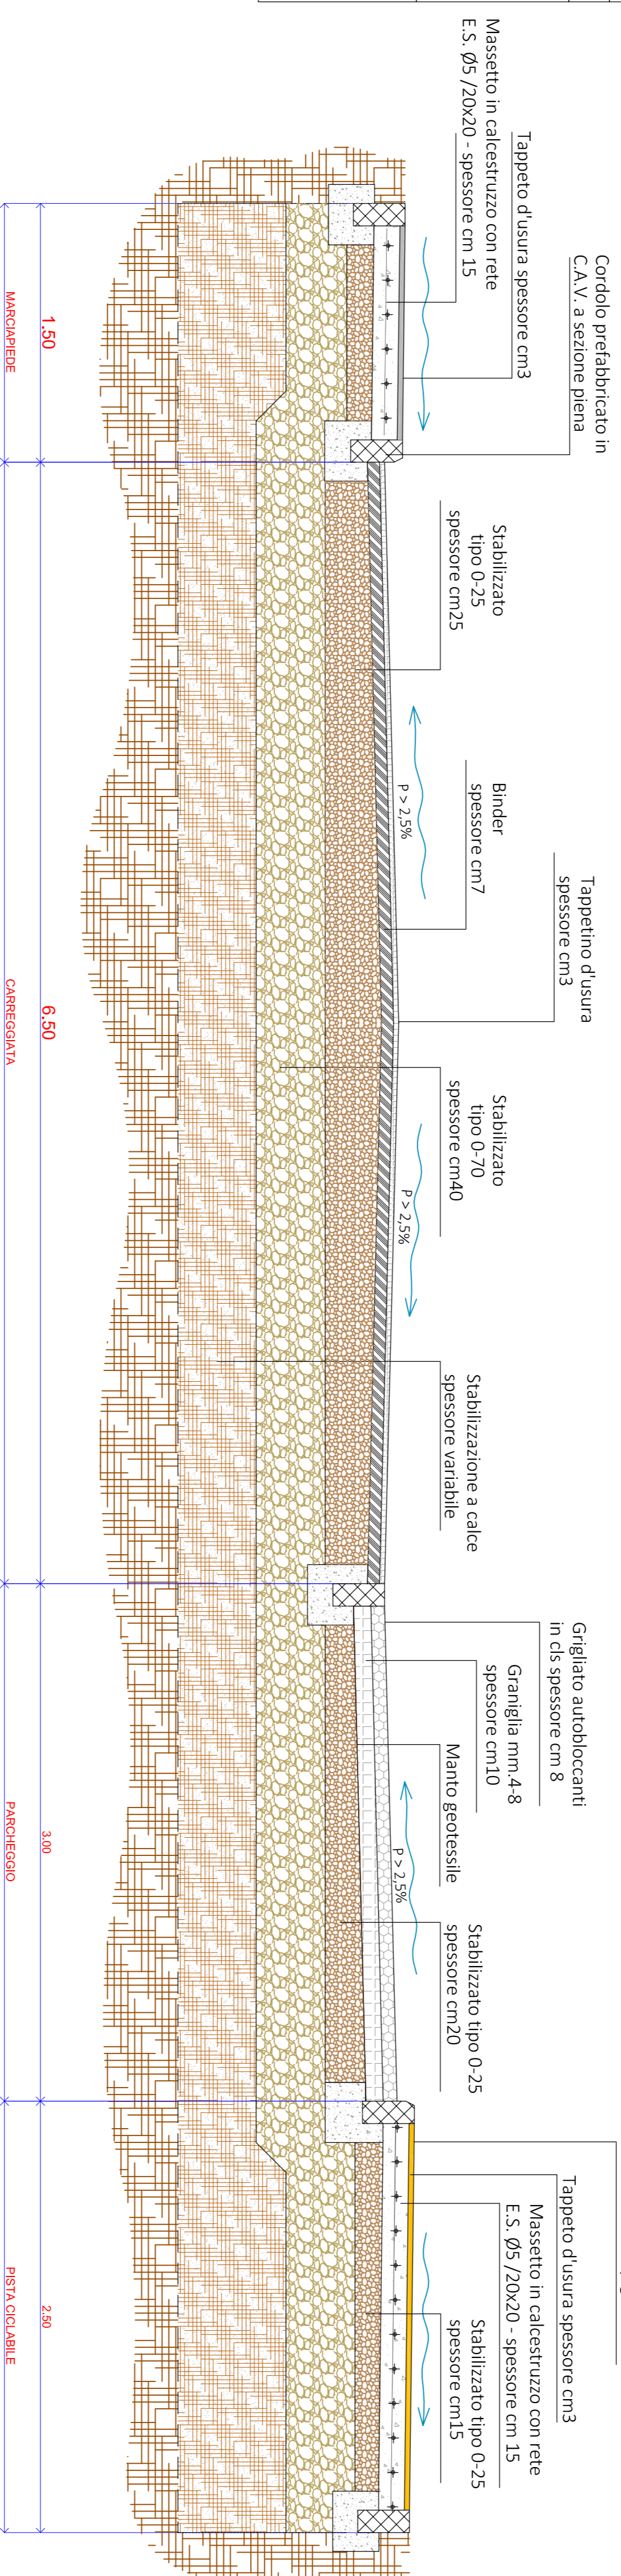 Massetto in calcestruzzo con rete
E.S. Ø5 /20x20 - spessore cm 15
Tappeto d'usura spessore cm3
Cordolo prefabbricato in
C.A.V. a sezione piena
Stabilizzato
tipo 0-25
spessore cm25
Binder
spessore cm7
P > 2,5%
Tappetino d'usura
spessore cm3
Stabilizzato
tipo 0-70
spessore cm40
P > 2,5%
Stabilizzazione a calce
spessore variabile
Grigliato autobloccanti
in cls spessore cm 8
Graniglia mm.4-8
spessore cm10
Manto geotessile
P > 2,5%
Stabilizzato tipo 0-25
spessore cm20
Tappeto d'usura spessore cm3
Massetto in calcestruzzo con rete
E.S. Ø5 /20x20 - spessore cm 15
Stabilizzato tipo 0-25
spessore cm15
1.50
6.50
3.00
2.50
MARCIAPIEDE
CARREGGIATA
PARCHEGGIO
PISTA CICLABILE